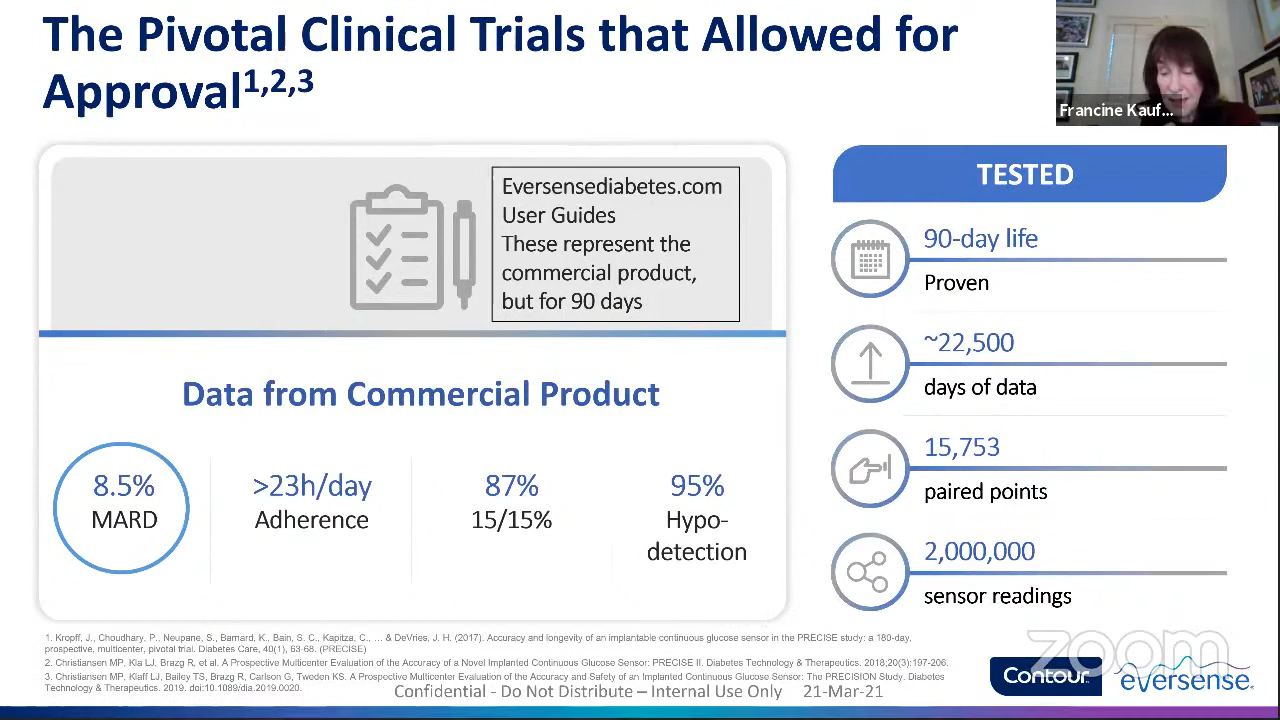 The Pivotal Clinical Trials that Allowed for
Approval1,2,3
Francine Kauf...
Eversensediabetes.com
User Guides
These represent the
commercial product,
but for 90 days
Data from Commercial Product
8.5%
MARD
>23h/day
Adherence
87%
15/15%
95%
Hypo-
detection
TESTED
90-day life
Proven
~22,500
days of data
15,753
paired points
2,000,000
sensor readings
1. Kropff, J., Choudhary, P., Neupane, S., Barnard, K., Bain, S. C., Kapitza, C., … & DeVries, J. H. (2017). Accuracy and longevity of an implantable continuous glucose sensor in the PRECISE study: a 180-day,
prospective, multicenter, pivotal trial. Diabetes Care, 40(1), 63-68. (PRECISE)
2. Christiansen MP, Kla LJ, Brazg R, et al. A Prospective Multicenter Evaluation of the Accuracy of a Novel Implanted Continuous Glucose Sensor: PRECISE II. Diabetes Technology & Therapeutics. 2018;20(3):197-206.
3. Christiansen MP, Klaff LJ, Bailey TS, Brazg R, Carlson G, Tweden KS. Prospective Multicenter Evaluation of the Accuracy and Safety of an Implanted Continuous Glucose Sensor: The PRECISION Study. Diabetes
Technology & Therapeutics. 2019. doi:10.1089/dia.2019.0020.
Confidential - Do Not Distribute – Internal Use Only 21-Mar-21
zoom
Contour
eversense